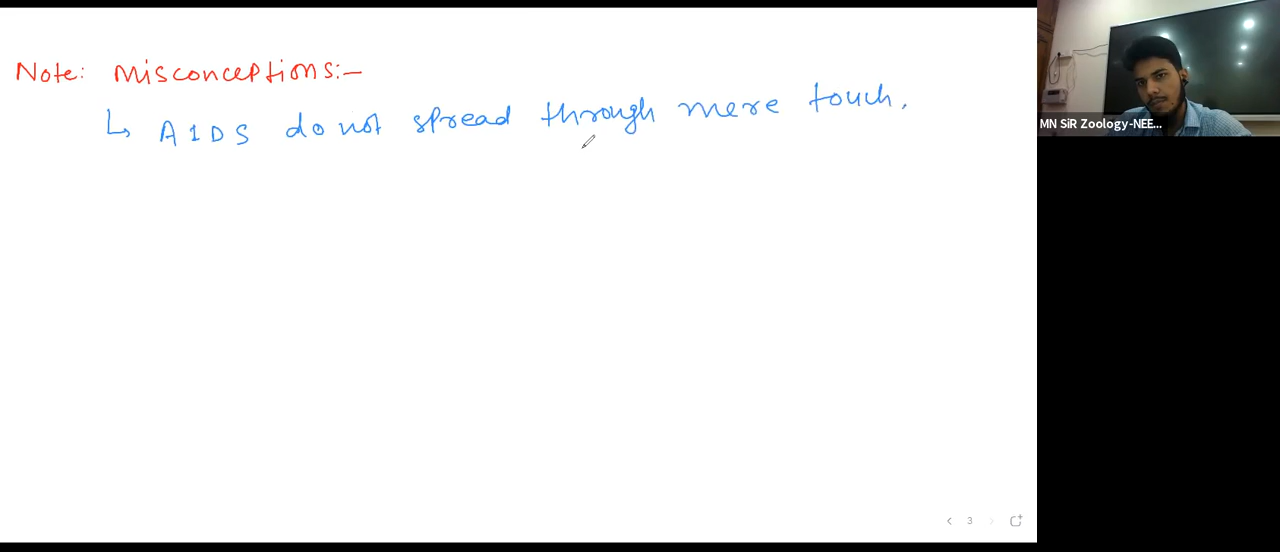 Note: Misconceptions:-
↳ AIDS do not spread through mere touch.
MN SiR Zoology-NEE...
3